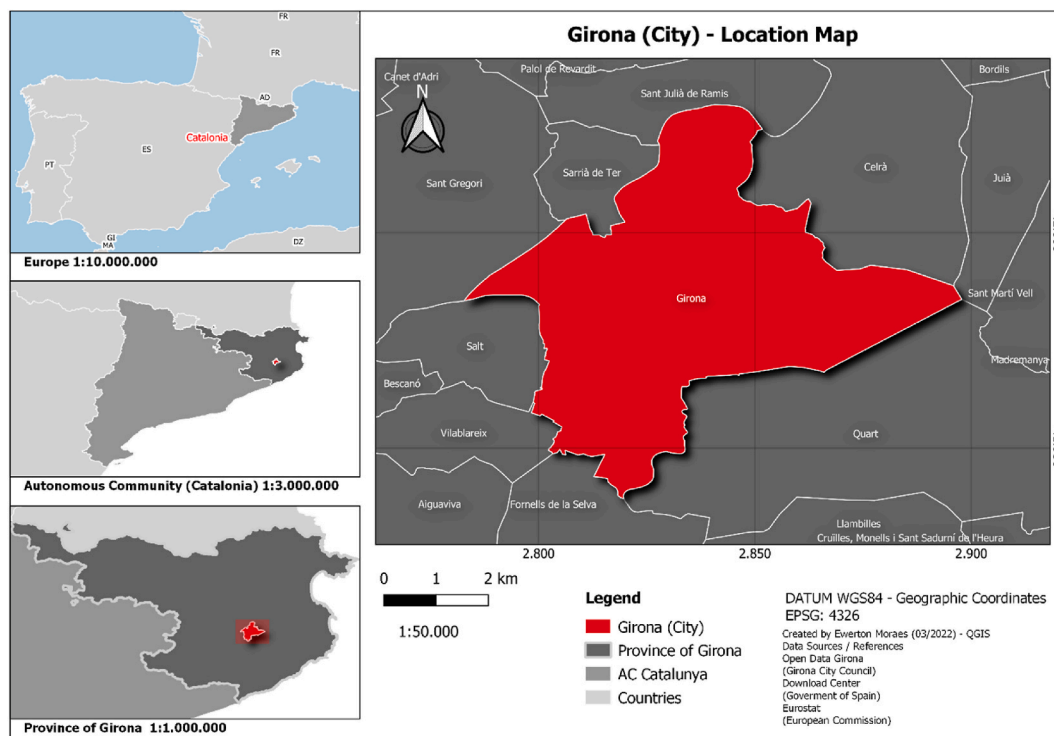 FR
FR
AD
Catalonia
ES
PT
GI
MA
DZ
Europe 1:10.000.000
Autonomous Community (Catalonia) 1:3.000.000
Province of Girona 1:1.000.000
Girona (City) - Location Map
Canet d'Adri
Palol de Revardit
Bordils
N
Sant Julià de Ramis
Sarrià de Ter
Celrà
Juià
Sant Gregori
Girona
Sant Martí Vell
Salt
Madremanya
Bescanó
Vilablareix
Quart
Aiguaviva
Fornells de la Selva
Llambilles
Cruïlles, Monells i Sant Sadurní de l'Heura
2.800
2.850
2.900
0 1 2 km
1:50.000
Legend
Girona (City)
Province of Girona
AC Catalunya
Countries
DATUM WGS84 - Geographic Coordinates
EPSG: 4326
Created by Ewerton Moraes (03/2022) - QGIS
Data Sources / References
Open Data Girona
(Girona City Council)
Download Center
(Goverment of Spain)
Eurostat
(European Commission)